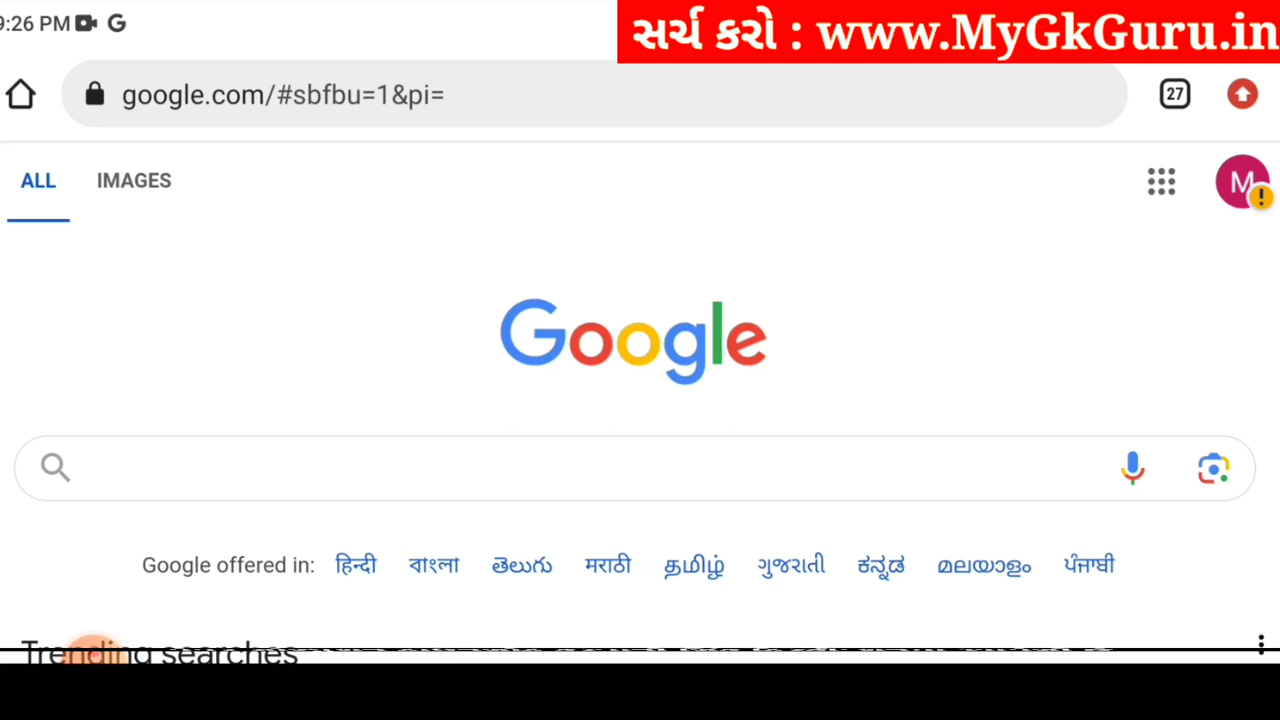 9:26 PM
સર્ચ કરો : www.MyGkGuru.in
google.com/#sbfbu=1&pi=
27
ALL IMAGES
M
Google
Google offered in: हिन्दी বাংলা తెలుగు मराठी தமிழ் ગુજરાતી ಕನ್ನಡ മലയാളം ਪੰਜਾਬੀ
Trending searches